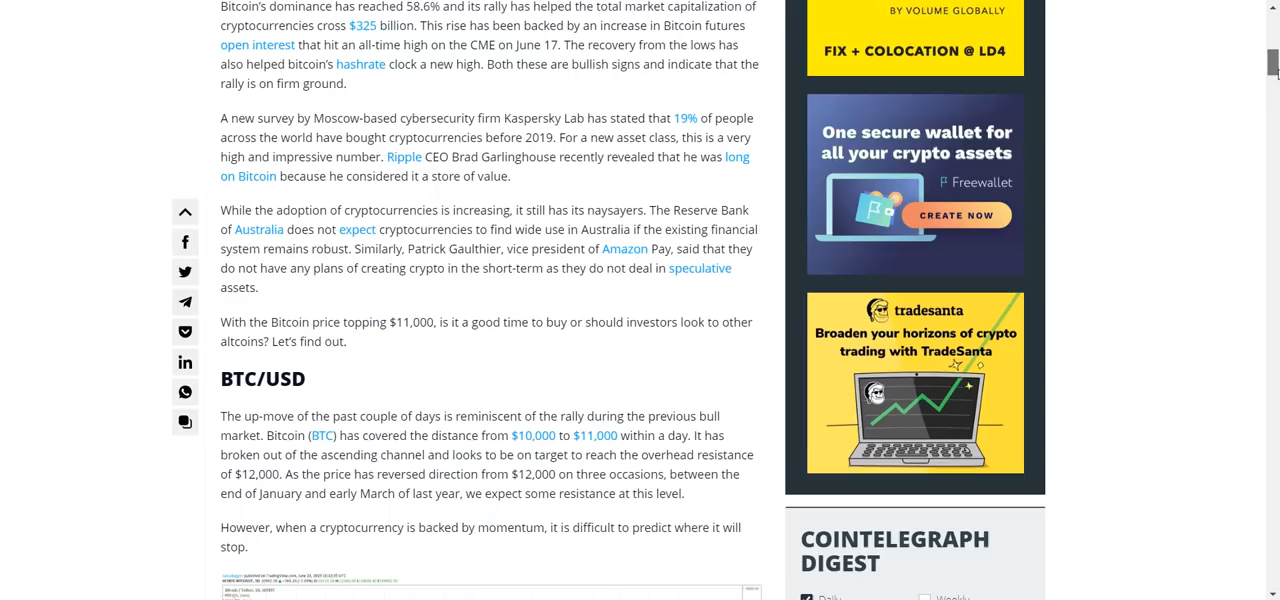 Bitcoin's dominance has reached 58.6% and its rally has helped the total market capitalization of
cryptocurrencies cross $325 billion. This rise has been backed by an increase in Bitcoin futures
open interest that hit an all-time high on the CME on June 17. The recovery from the lows has
also helped bitcoin's hashrate clock a new high. Both these are bullish signs and indicate that the
rally is on firm ground.
A new survey by Moscow-based cybersecurity firm Kaspersky Lab has stated that 19% of people
across the world have bought cryptocurrencies before 2019. For a new asset class, this is a very
high and impressive number. Ripple CEO Brad Garlinghouse recently revealed that he was long
on Bitcoin because he considered it a store of value.
While the adoption of cryptocurrencies is increasing, it still has its naysayers. The Reserve Bank
of Australia does not expect cryptocurrencies to find wide use in Australia if the existing financial
system remains robust. Similarly, Patrick Gaulthier, vice president of Amazon Pay, said that they
do not have any plans of creating crypto in the short-term as they do not deal in speculative
assets.
With the Bitcoin price topping $11,000, is it a good time to buy or should investors look to other
altcoins? Let's find out.
BTC/USD
The up-move of the past couple of days is reminiscent of the rally during the previous bull
market. Bitcoin (BTC) has covered the distance from $10,000 to $11,000 within a day. It has
broken out of the ascending channel and looks to be on target to reach the overhead resistance
of $12,000. As the price has reversed direction from $12,000 on three occasions, between the
end of January and early March of last year, we expect some resistance at this level.
However, when a cryptocurrency is backed by momentum, it is difficult to predict where it will
stop.
BY VOLUME GLOBALLY
FIX + COLOCATION @ LD4
One secure wallet for
all your crypto assets
Freewallet
CREATE NOW
tradesanta
Broaden your horizons of crypto
trading with TradeSanta
COINTELEGRAPH
DIGEST
Daily
Weekly